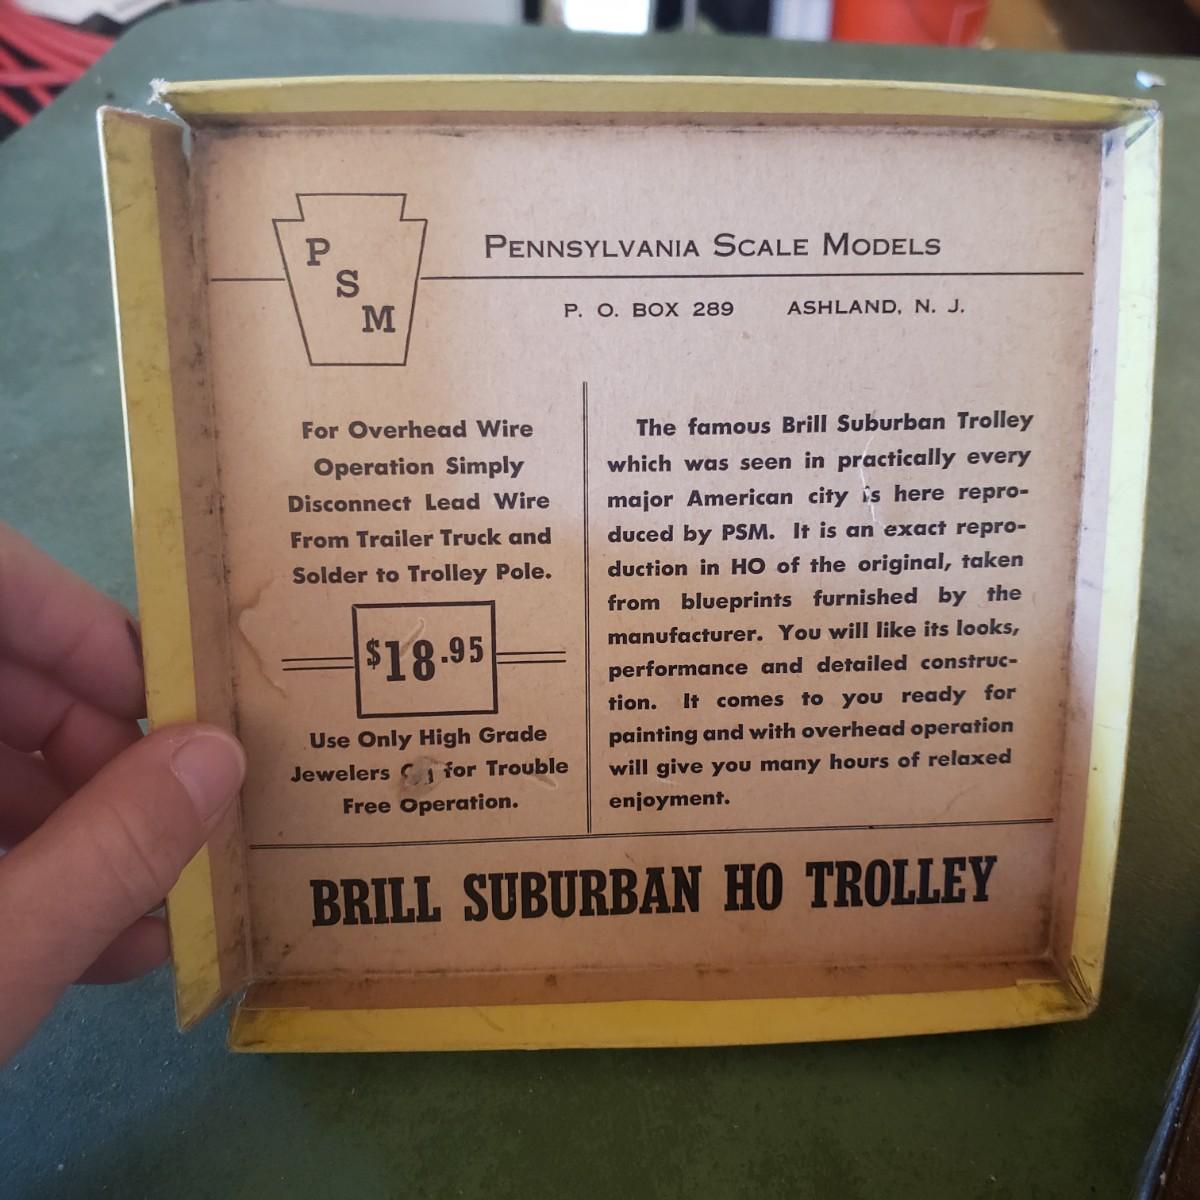 P
S
M
PENNSYLVANIA SCALE MODELS
P. O. BOX 289 ASHLAND, N. J.
For Overhead Wire
Operation Simply
Disconnect Lead Wire
From Trailer Truck and
Solder to Trolley Pole.
$18.95
Use Only High Grade
Jewelers for Trouble
Free Operation.
The famous Brill Suburban Trolley
which was seen in practically every
major American city is here repro-
duced by PSM. It is an exact repro-
duction in HO of the original, taken
from blueprints furnished by the
manufacturer. You will like its looks,
performance and detailed construc-
tion. It comes to you ready for
painting and with overhead operation
will give you many hours of relaxed
enjoyment.
BRILL SUBURBAN HO TROLLEY